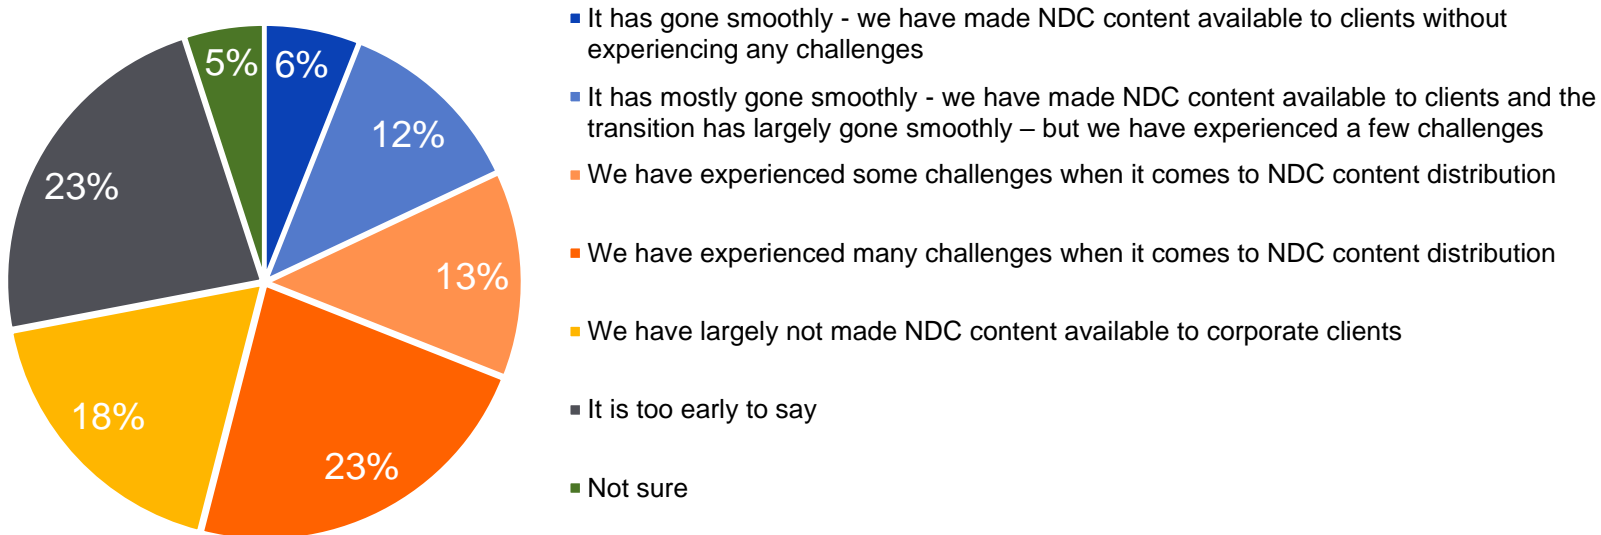 5%
6%
12%
13%
23%
18%
23%
It has gone smoothly - we have made NDC content available to clients without
experiencing any challenges
It has mostly gone smoothly - we have made NDC content available to clients and the
transition has largely gone smoothly – but we have experienced a few challenges
We have experienced some challenges when it comes to NDC content distribution
We have experienced many challenges when it comes to NDC content distribution
We have largely not made NDC content available to corporate clients
It is too early to say
Not sure